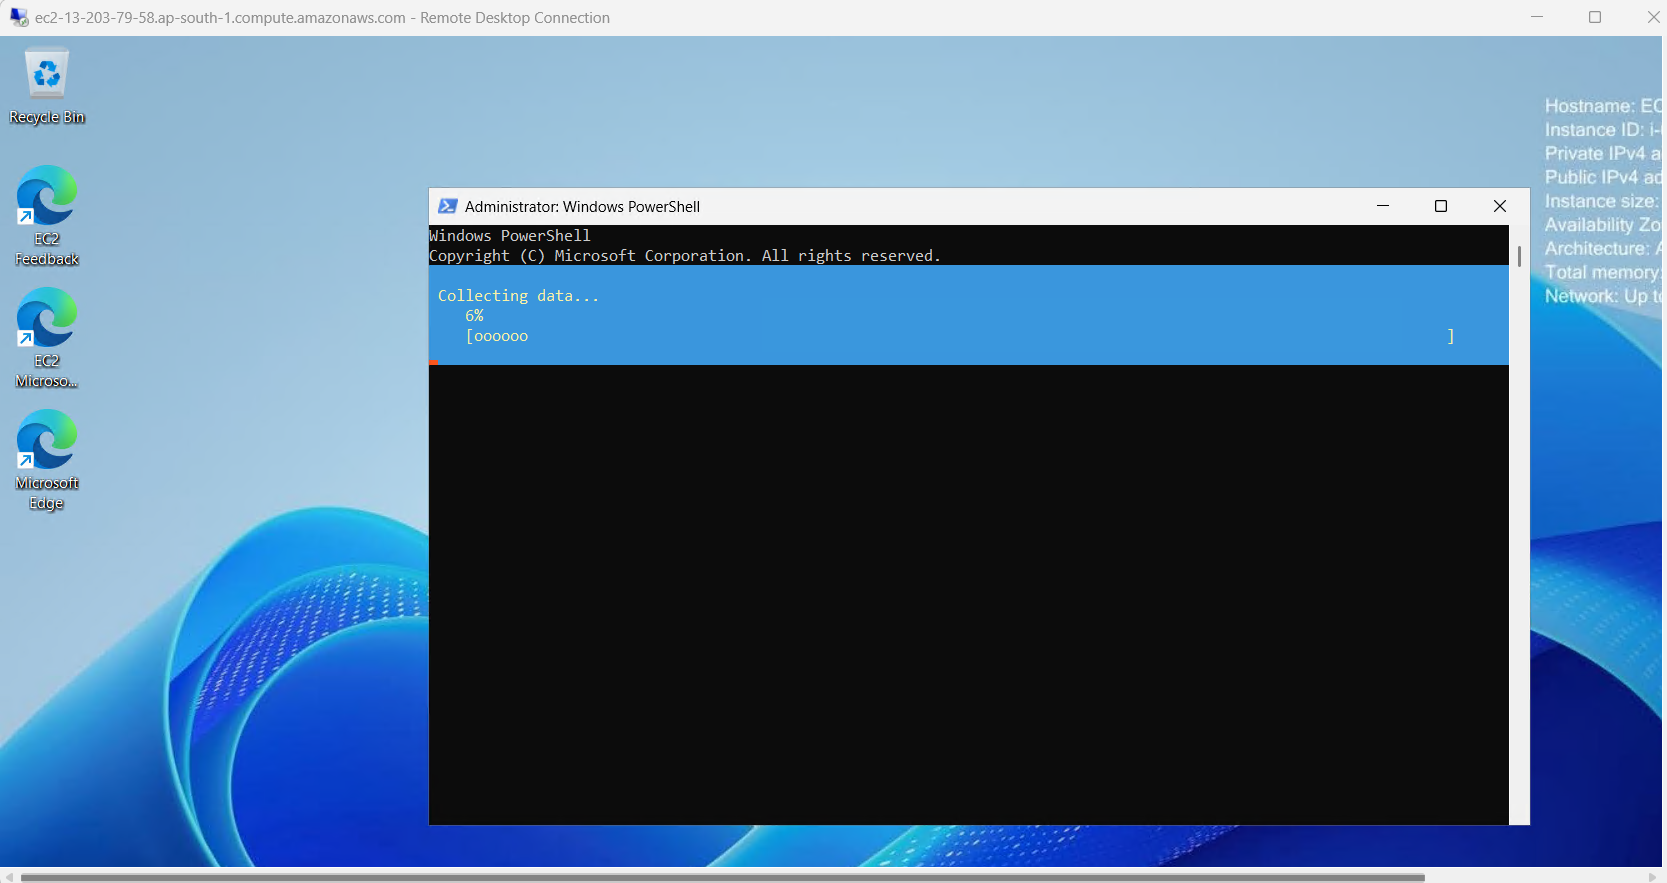 ec2-13-203-79-58.ap-south-1.compute.amazonaws.com - Remote Desktop Connection
Recycle Bin
EC2
Feedback
EC2
Microso...
Microsoft
Edge
Administrator: Windows PowerShell
Windows PowerShell
Copyright (C) Microsoft Corporation. All rights reserved.
Collecting data...
6%
[oooooo ]
Hostname: EC
Instance ID: i-
Private IPv4 a
Public IPv4 ad
Instance size:
Availability Zo
Architecture: A
Total memory:
Network: Up to